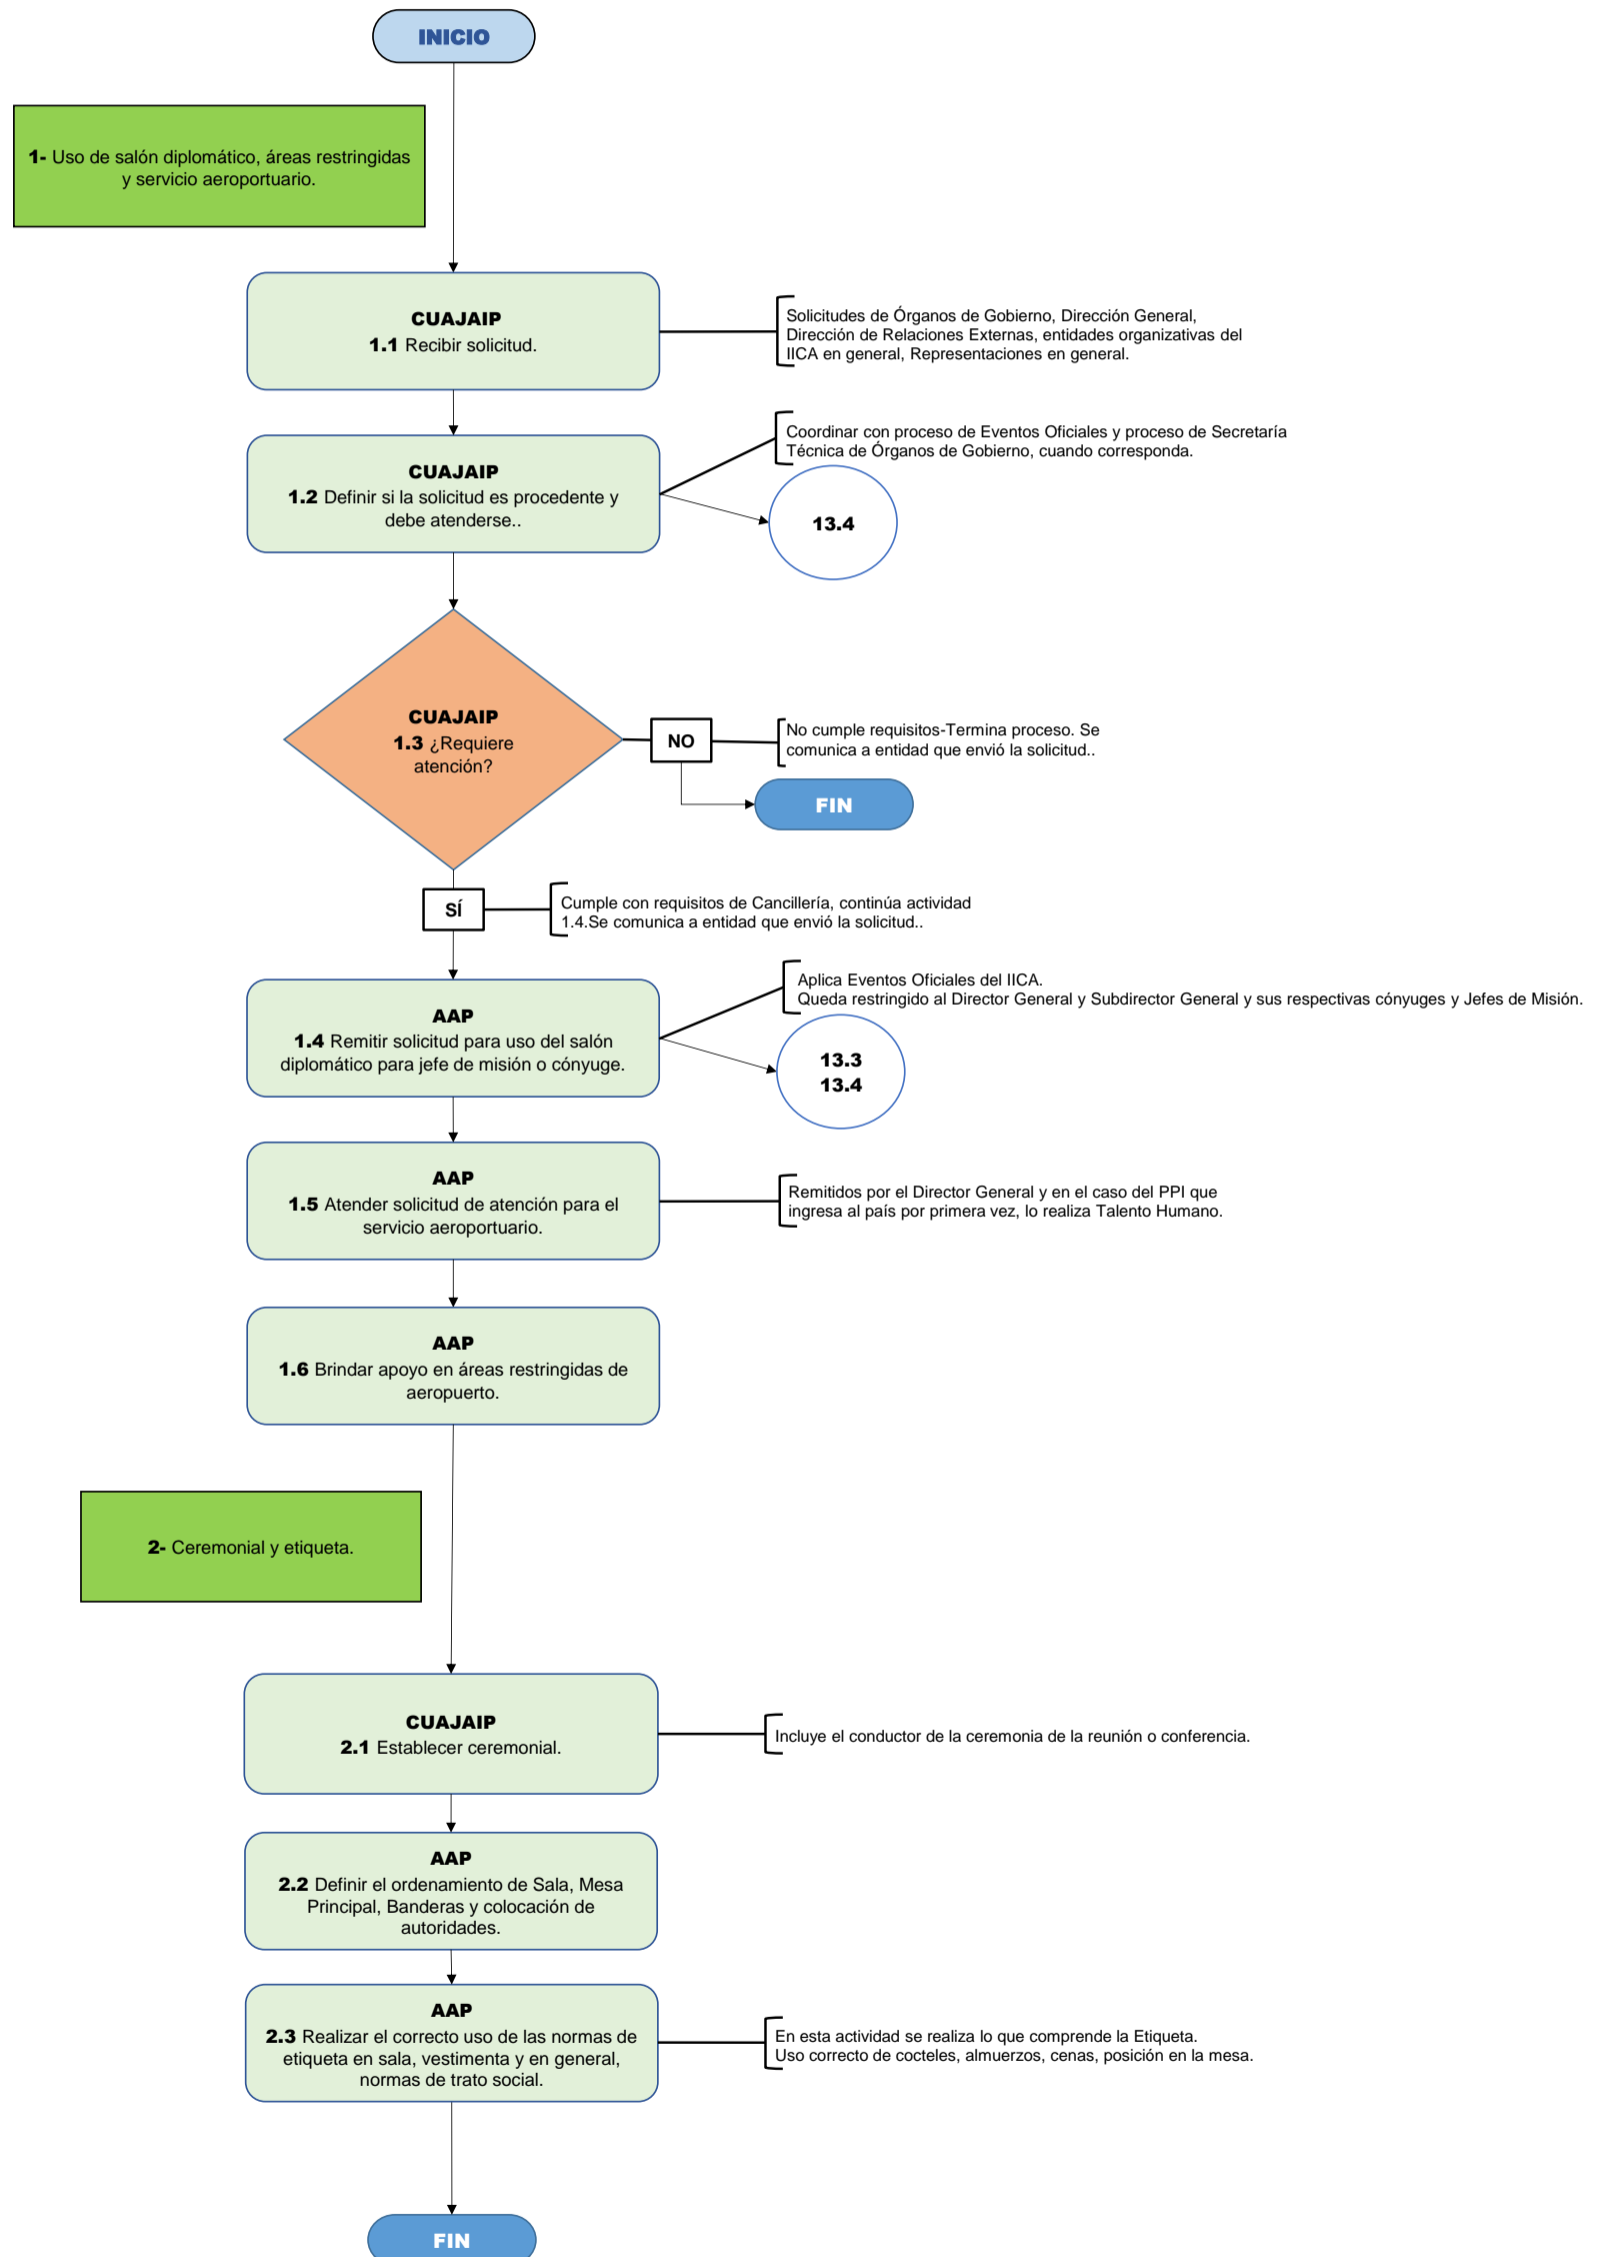 INICIO
1- Uso de salón diplomático, áreas restringidas
y servicio aeroportuario.
CUAJAIP
1.1 Recibir solicitud.
Solicitudes de Órganos de Gobierno, Dirección General,
Dirección de Relaciones Externas, entidades organizativas del
IICA en general, Representaciones en general.
CUAJAIP
1.2 Definir si la solicitud es procedente y
debe atenderse..
Coordinar con proceso de Eventos Oficiales y proceso de Secretaría
Técnica de Órganos de Gobierno, cuando corresponda.
13.4
CUAJAIP
1.3 ¿Requiere
atención?
NO
No cumple requisitos-Termina proceso. Se
comunica a entidad que envió la solicitud..
FIN
SÍ
Cumple con requisitos de Cancillería, continúa actividad
1.4.Se comunica a entidad que envió la solicitud..
AAP
1.4 Remitir solicitud para uso del salón
diplomático para jefe de misión o cónyuge.
Aplica Eventos Oficiales del IICA.
Queda restringido al Director General y Subdirector General y sus respectivas cónyuges y Jefes de Misión.
13.3
13.4
AAP
1.5 Atender solicitud de atención para el
servicio aeroportuario.
Remitidos por el Director General y en el caso del PPI que
ingresa al país por primera vez, lo realiza Talento Humano.
AAP
1.6 Brindar apoyo en áreas restringidas de
aeropuerto.
2- Ceremonial y etiqueta.
CUAJAIP
2.1 Establecer ceremonial.
Incluye el conductor de la ceremonia de la reunión o conferencia.
AAP
2.2 Definir el ordenamiento de Sala, Mesa
Principal, Banderas y colocación de
autoridades.
AAP
2.3 Realizar el correcto uso de las normas de
etiqueta en sala, vestimenta y en general,
normas de trato social.
En esta actividad se realiza lo que comprende la Etiqueta.
Uso correcto de cocteles, almuerzos, cenas, posición en la mesa.
FIN